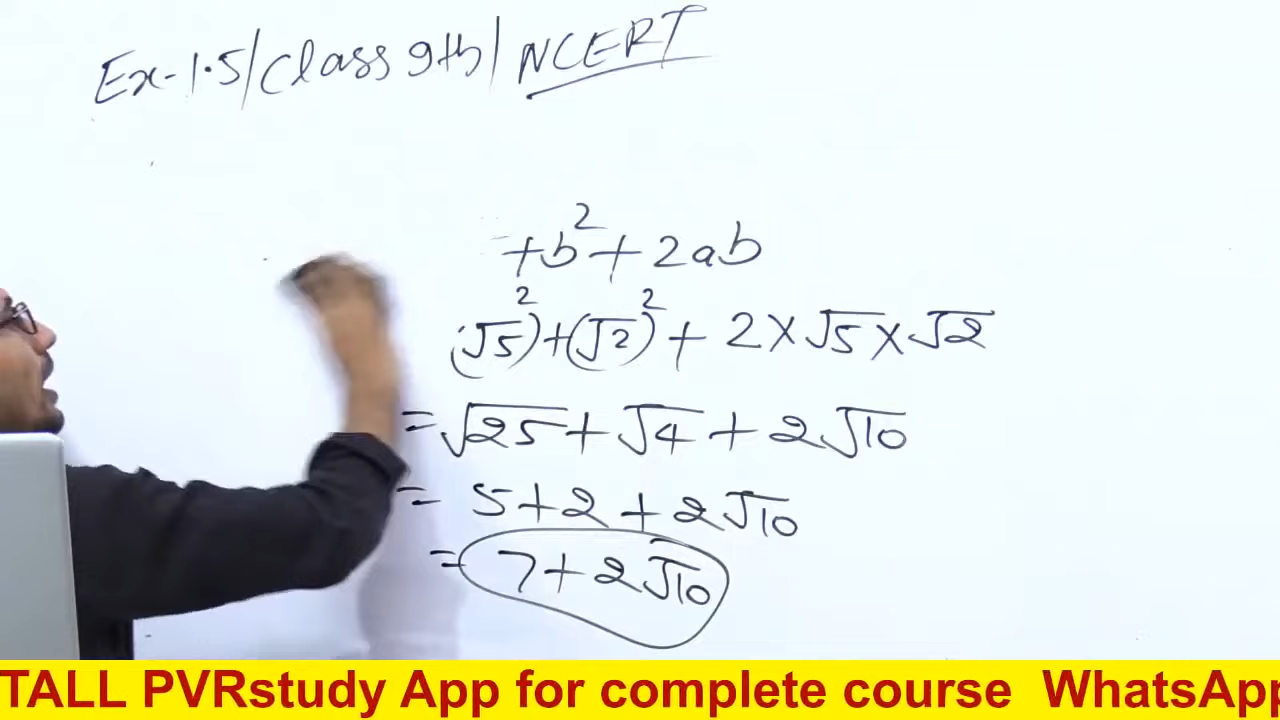 Ex-1.5/Class 9th/NCERT
+b²+2ab
(√5)²+(√2)²+2×√5×√2
=√25+√4+2√10
=5+2+2√10
=7+2√10
TALL PVRstudy App for complete course WhatsApp